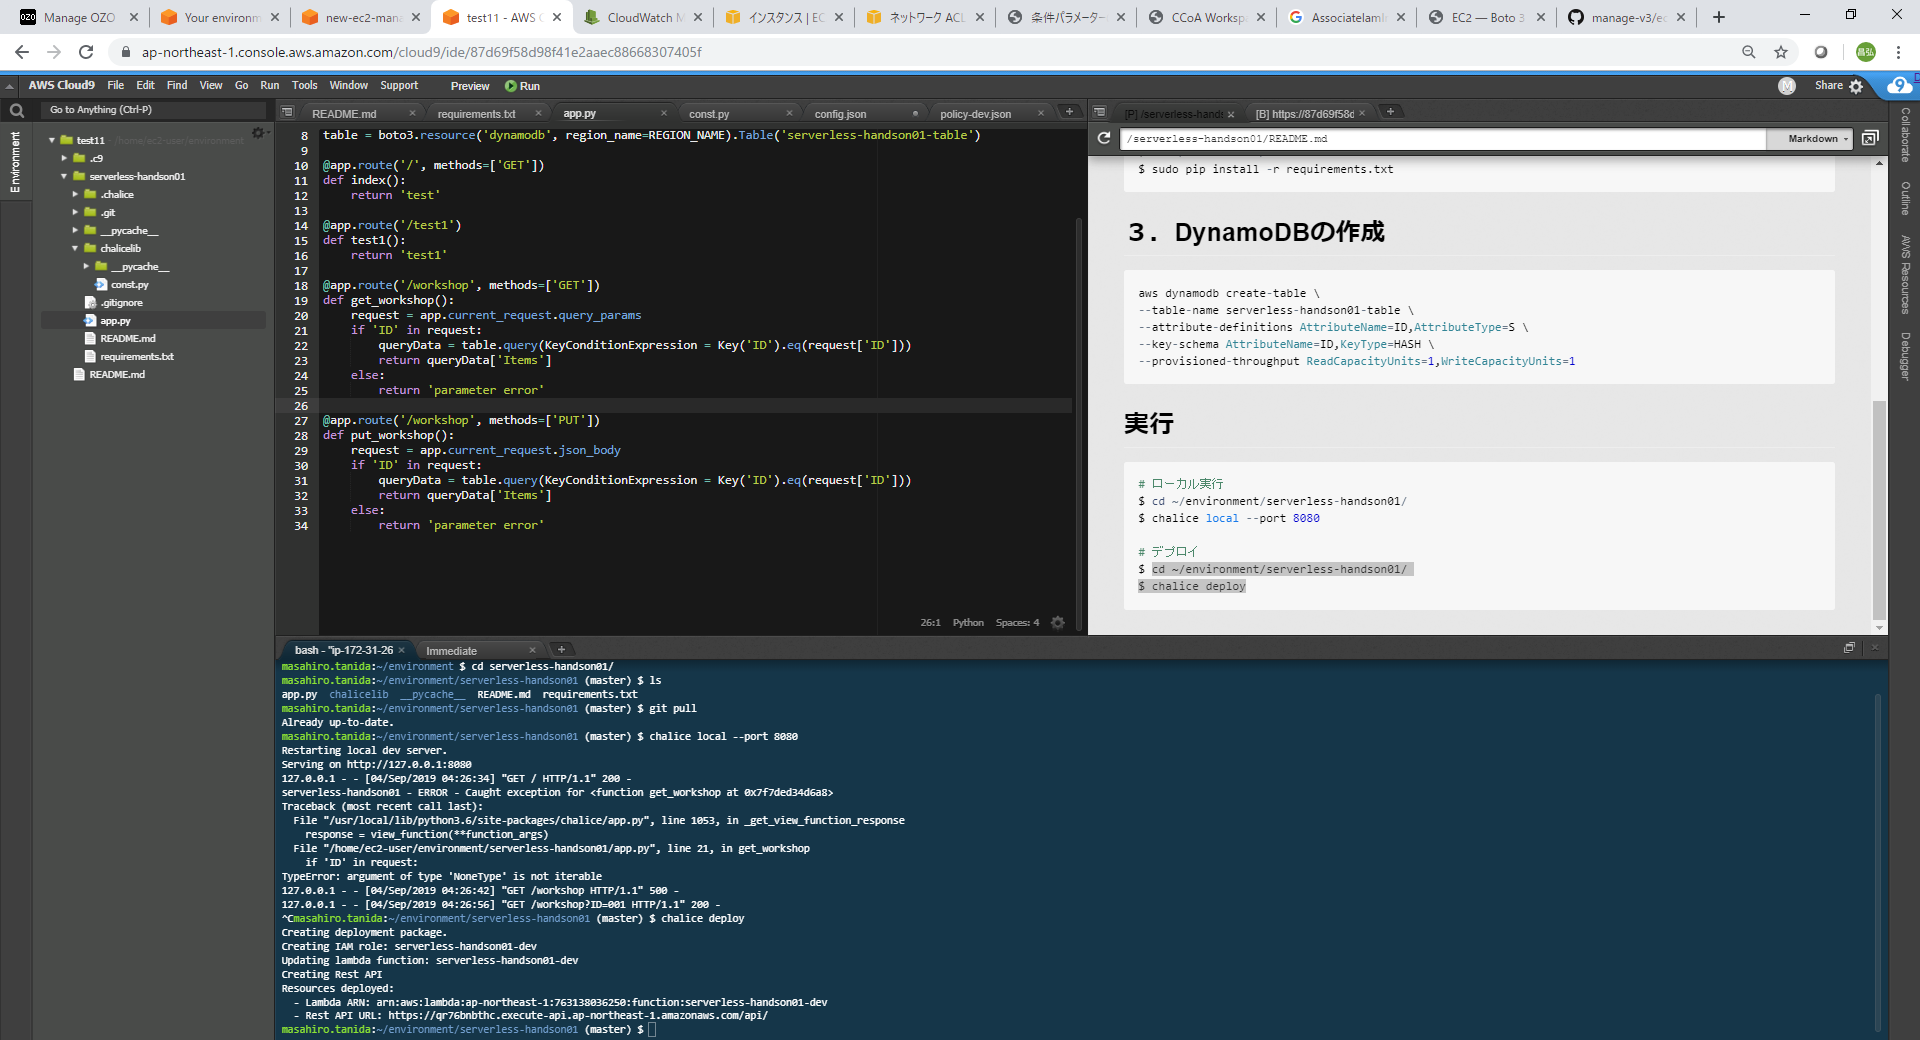 Manage OZO
Your environm
new-ec2-mana
test11 - AWS C
CloudWatch M
インスタンス | EC
ネットワーク ACL
条件パラメーター
CCoA Worksp
AssociateIamI
EC2 — Boto 3
manage-v3/ec
ap-northeast-1.console.aws.amazon.com/cloud9/ide/87d69f58d98f41e2aaec88668307405f
AWS Cloud9 File Edit Find View Go Run Tools Window Support Preview Run
M Share
Go to Anything (Ctrl-P)
README.md requirements.txt app.py const.py config.json policy-dev.json
[P] /serverless-hands [B] https://87d69f58d
Environment
test11 - /home/ec2-user/environment
.c9
serverless-handson01
.chalice
.git
__pycache__
chalicelib
__pycache__
const.py
.gitignore
app.py
README.md
requirements.txt
README.md
8 table = boto3.resource('dynamodb', region_name=REGION_NAME).Table('serverless-handson01-table')
9
10 @app.route('/', methods=['GET'])
11 def index():
12 return 'test'
13
14 @app.route('/test1')
15 def test1():
16 return 'test1'
17
18 @app.route('/workshop', methods=['GET'])
19 def get_workshop():
20 request = app.current_request.query_params
21 if 'ID' in request:
22 queryData = table.query(KeyConditionExpression = Key('ID').eq(request['ID']))
23 return queryData['Items']
24 else:
25 return 'parameter error'
26
27 @app.route('/workshop', methods=['PUT'])
28 def put_workshop():
29 request = app.current_request.json_body
30 if 'ID' in request:
31 queryData = table.query(KeyConditionExpression = Key('ID').eq(request['ID']))
32 return queryData['Items']
33 else:
34 return 'parameter error'
26:1 Python Spaces: 4
/serverless-handson01/README.md
Markdown
$ sudo pip install -r requirements.txt
３．DynamoDBの作成
aws dynamodb create-table \
--table-name serverless-handson01-table \
--attribute-definitions AttributeName=ID,AttributeType=S \
--key-schema AttributeName=ID,KeyType=HASH \
--provisioned-throughput ReadCapacityUnits=1,WriteCapacityUnits=1
実行
# ローカル実行
$ cd ~/environment/serverless-handson01/
$ chalice local --port 8080
# デプロイ
$ cd ~/environment/serverless-handson01/
$ chalice deploy
Collaborate
Outline
AWS Resources
Debugger
bash - "ip-172-31-26 Immediate
masahiro.tanida:~/environment $ cd serverless-handson01/
masahiro.tanida:~/environment/serverless-handson01 (master) $ ls
app.py chalicelib __pycache__ README.md requirements.txt
masahiro.tanida:~/environment/serverless-handson01 (master) $ git pull
Already up-to-date.
masahiro.tanida:~/environment/serverless-handson01 (master) $ chalice local --port 8080
Restarting local dev server.
Serving on http://127.0.0.1:8080
127.0.0.1 - - [04/Sep/2019 04:26:34] "GET / HTTP/1.1" 200 -
serverless-handson01 - ERROR - Caught exception for <function get_workshop at 0x7f7ded34d6a8>
Traceback (most recent call last):
File "/usr/local/lib/python3.6/site-packages/chalice/app.py", line 1053, in _get_view_function_response
response = view_function(**function_args)
File "/home/ec2-user/environment/serverless-handson01/app.py", line 21, in get_workshop
if 'ID' in request:
TypeError: argument of type 'NoneType' is not iterable
127.0.0.1 - - [04/Sep/2019 04:26:42] "GET /workshop HTTP/1.1" 500 -
127.0.0.1 - - [04/Sep/2019 04:26:56] "GET /workshop?ID=001 HTTP/1.1" 200 -
^Cmasahiro.tanida:~/environment/serverless-handson01 (master) $ chalice deploy
Creating deployment package.
Creating IAM role: serverless-handson01-dev
Updating lambda function: serverless-handson01-dev
Creating Rest API
Resources deployed:
- Lambda ARN: arn:aws:lambda:ap-northeast-1:763138036250:function:serverless-handson01-dev
- Rest API URL: https://qr76bnbthc.execute-api.ap-northeast-1.amazonaws.com/api/
masahiro.tanida:~/environment/serverless-handson01 (master) $